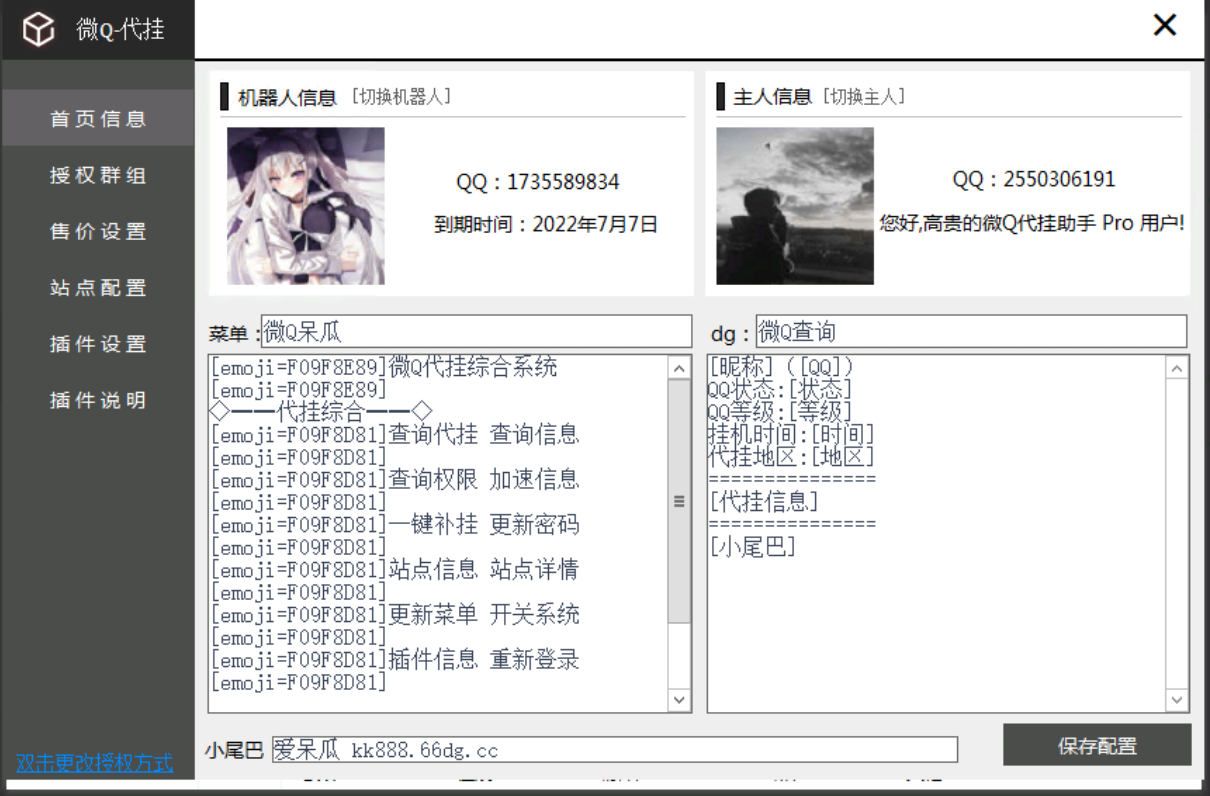 微Q-代挂
首页信息
授权群组
售价设置
站点配置
插件设置
插件说明
双击更改授权方式
机器人信息 [切换机器人]
QQ：1735589834
到期时间：2022年7月7日
主人信息 [切换主人]
QQ：2550306191
您好,高贵的微Q代挂助手 Pro 用户!
菜单：微Q呆瓜
[emoji=F09F8E89]微Q代挂综合系统
[emoji=F09F8E89]
◇━━代挂综合━━◇
[emoji=F09F8D81]查询代挂 查询信息
[emoji=F09F8D81]
[emoji=F09F8D81]查询权限 加速信息
[emoji=F09F8D81]
[emoji=F09F8D81]一键补挂 更新密码
[emoji=F09F8D81]
[emoji=F09F8D81]站点信息 站点详情
[emoji=F09F8D81]
[emoji=F09F8D81]更新菜单 开关系统
[emoji=F09F8D81]
[emoji=F09F8D81]插件信息 重新登录
[emoji=F09F8D81]
dg：微Q查询
[昵称]（[QQ]）
QQ状态:[状态]
QQ等级:[等级]
挂机时间:[时间]
代挂地区:[地区]
===============
[代挂信息]
===============
[小尾巴]
小尾巴 爱呆瓜 kk888.66dg.cc
保存配置